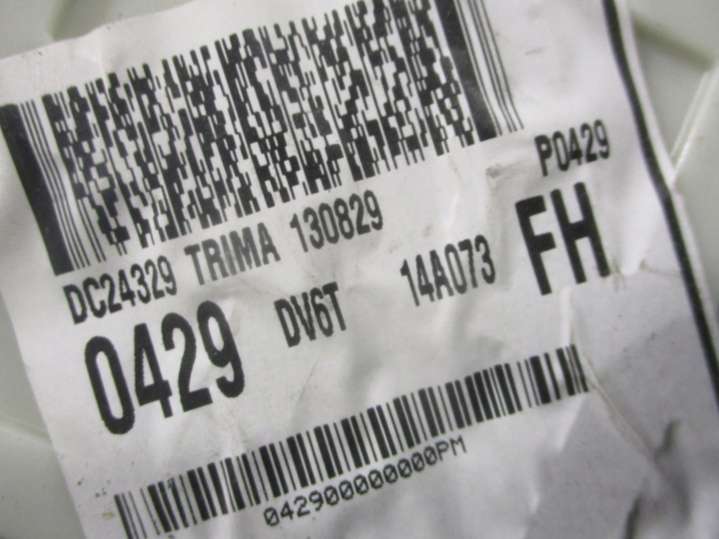 P0429
DC24329 TRIMA 130829
0429 DV6T 14A073 FH
042900000000PM